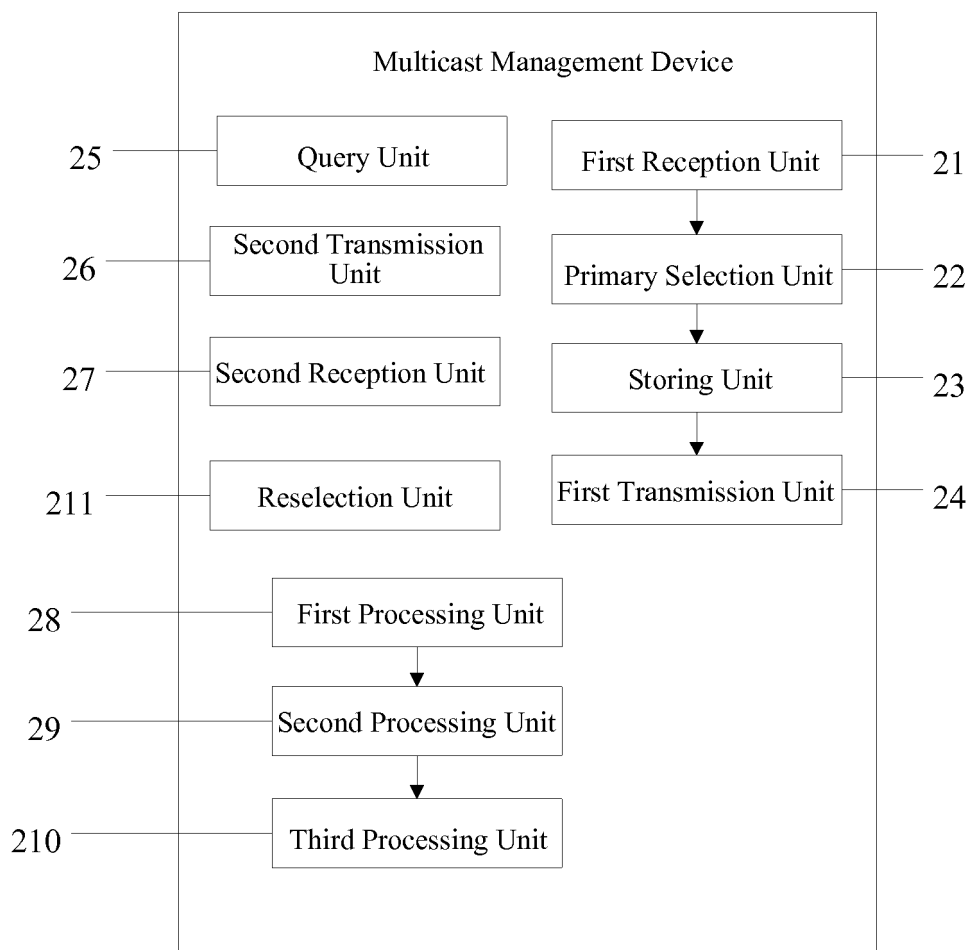 Multicast Management Device
25
Query Unit
First Reception Unit
21
26
Second Transmission
Unit
Primary Selection Unit
22
27
Second Reception Unit
Storing Unit
23
211
Reselection Unit
First Transmission Unit
24
28
First Processing Unit
29
Second Processing Unit
210
Third Processing Unit